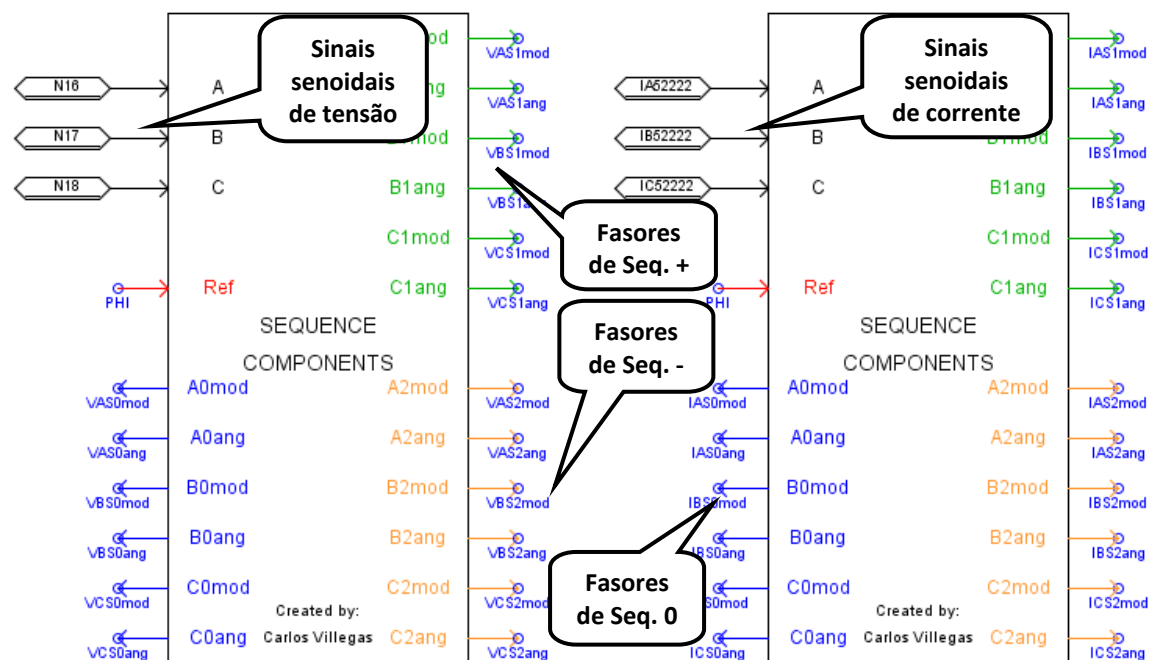 Sinais
senoidais
de tensão
N16
N17
N18
A
B
C
Ref
PHI
VAS1mod
VAS1ang
VBS1mod
B1ang
C1mod
VCS1mod
C1ang
VCS1ang
SEQUENCE
COMPONENTS
A0mod
VAS0mod
A0ang
VAS0ang
B0mod
VBS0mod
B0ang
VBS0ang
C0mod
VCS0mod
C0ang
VCS0ang
Created by:
Carlos Villegas
A2mod
VAS2mod
A2ang
VAS2ang
B2mod
VBS2mod
B2ang
VBS2ang
C2mod
VCS2mod
C2ang
VCS2ang
Fasores
de Seq. +
Fasores
de Seq. -
Fasores
de Seq. 0
Sinais
senoidais
de corrente
IA52222
IB52222
IC52222
A
B
C
Ref
PHI
IAS1mod
IAS1ang
B1mod
IBS1mod
B1ang
IBS1ang
C1mod
ICS1mod
C1ang
ICS1ang
SEQUENCE
COMPONENTS
A0mod
IAS0mod
A0ang
IAS0ang
B0mod
IBS0mod
B0ang
IBS0ang
C0mod
C0ang
ICS0ang
Created by:
Carlos Villegas
A2mod
IAS2mod
A2ang
IAS2ang
B2mod
IBS2mod
B2ang
IBS2ang
C2mod
ICS2mod
C2ang
ICS2ang